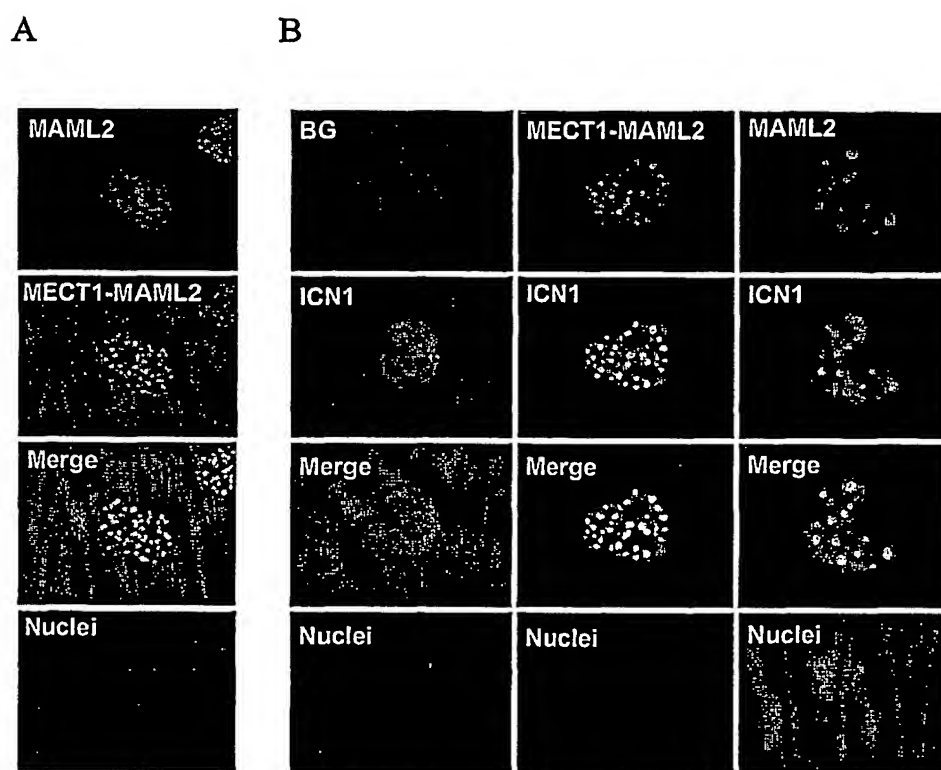 A B
MAML2
BG MECT1-MAML2 MAML2
MECT1-MAML2
ICN1 ICN1 ICN1
Merge
Merge Merge Merge
Nuclei
Nuclei Nuclei Nuclei